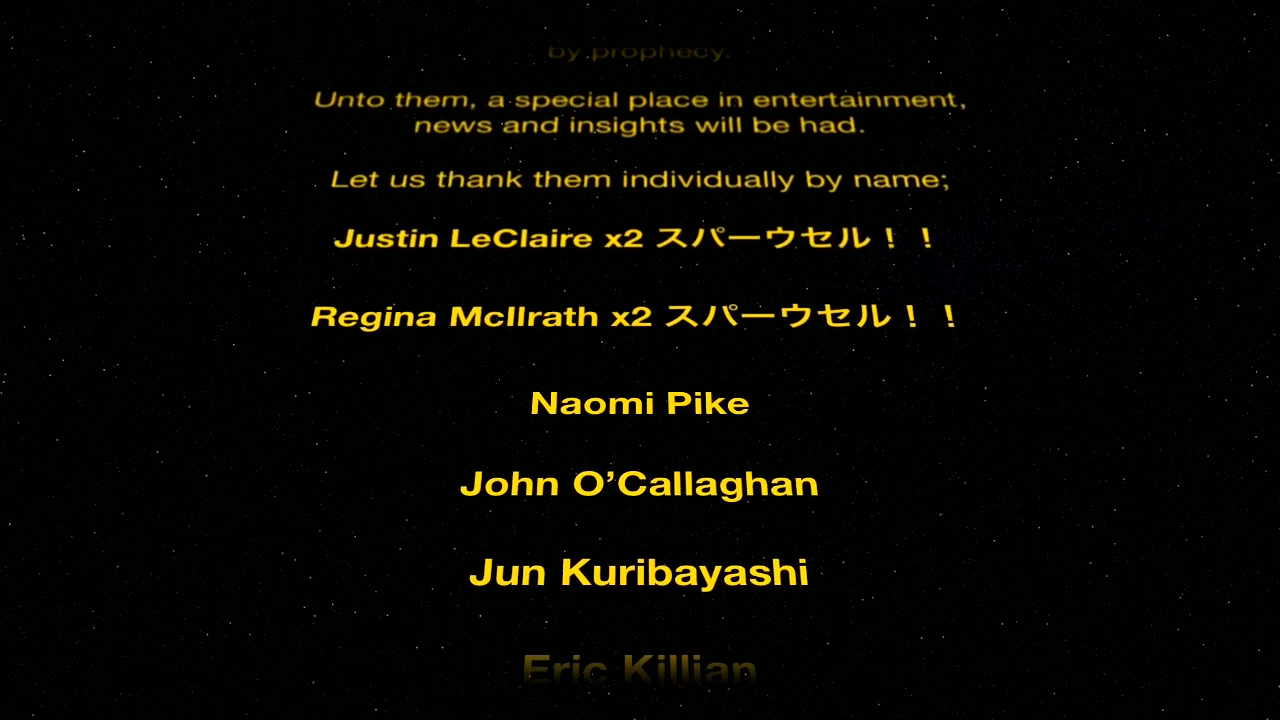 by prophecy.
Unto them, a special place in entertainment,
news and insights will be had.
Let us thank them individually by name;
Justin LeClaire x2 スパーウセル！！
Regina McIlrath x2 スパーウセル！！
Naomi Pike
John O’Callaghan
Jun Kuribayashi
Eric Killian